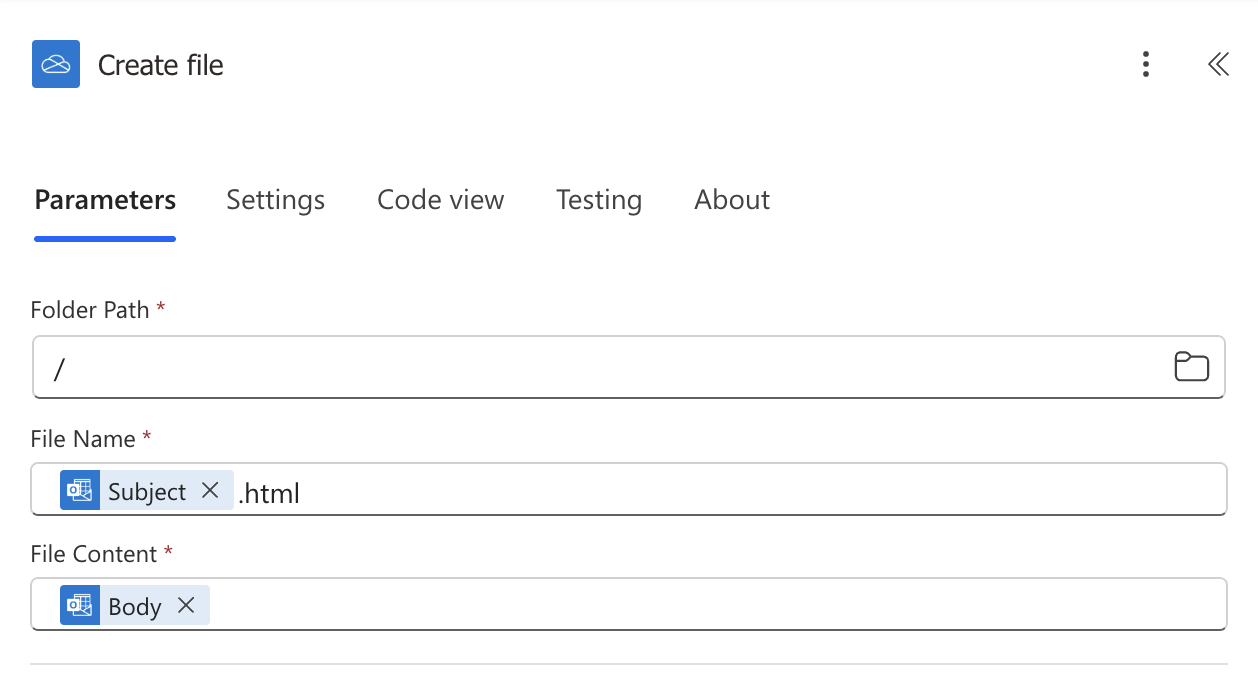 Create file
Parameters Settings Code view Testing About
Folder Path *
/
File Name *
Subject .html
File Content *
Body